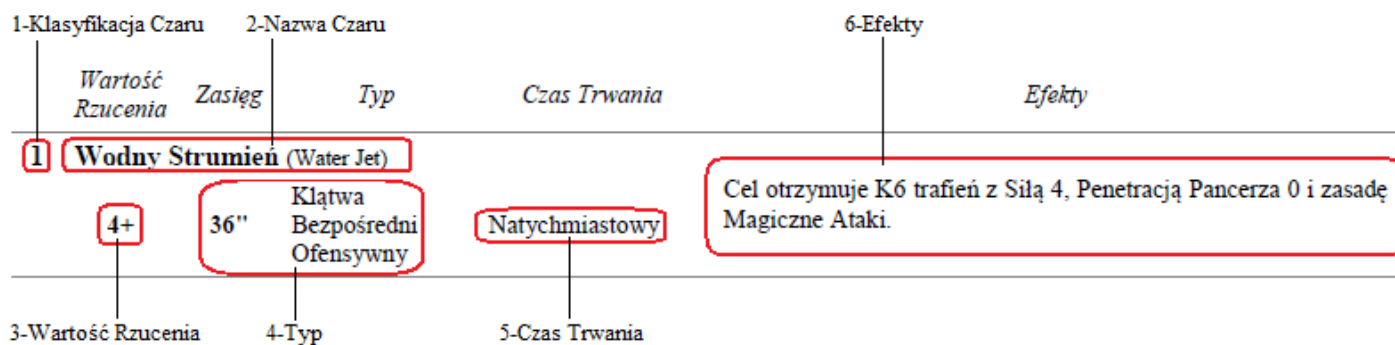 1-Klasyfikacja Czaru 2-Nazwa Czaru 6-Efekty
Wartość
Rzucenia Zasięg Typ Czas Trwania Efekty
1 Wodny Strumień (Water Jet)
4+ 36" Klątwa
Bezpośredni
Ofensywny Natychmiastowy Cel otrzymuje K6 trafień z Siłą 4, Penetracją Pancerza 0 i zasadę
Magiczne Ataki.
3-Wartość Rzucenia 4-Typ 5-Czas Trwania